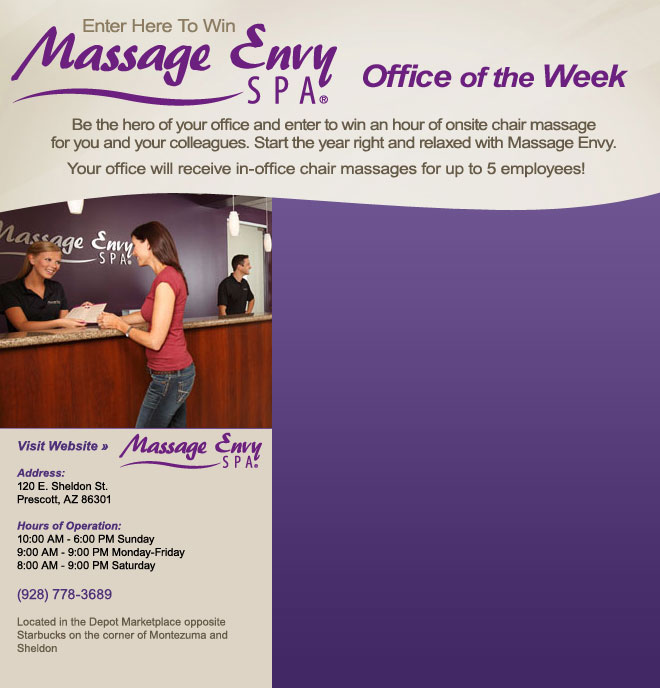 Enter Here To Win
Massage Envy
SPA®
Office of the Week
Be the hero of your office and enter to win an hour of onsite chair massage
for you and your colleagues. Start the year right and relaxed with Massage Envy.
Your office will receive in-office chair massages for up to 5 employees!
Massage Envy
SPA®
Visit Website »
Massage Envy
SPA®
Address:
120 E. Sheldon St.
Prescott, AZ 86301
Hours of Operation:
10:00 AM - 6:00 PM Sunday
9:00 AM - 9:00 PM Monday-Friday
8:00 AM - 9:00 PM Saturday
(928) 778-3689
Located in the Depot Marketplace opposite
Starbucks on the corner of Montezuma and
Sheldon